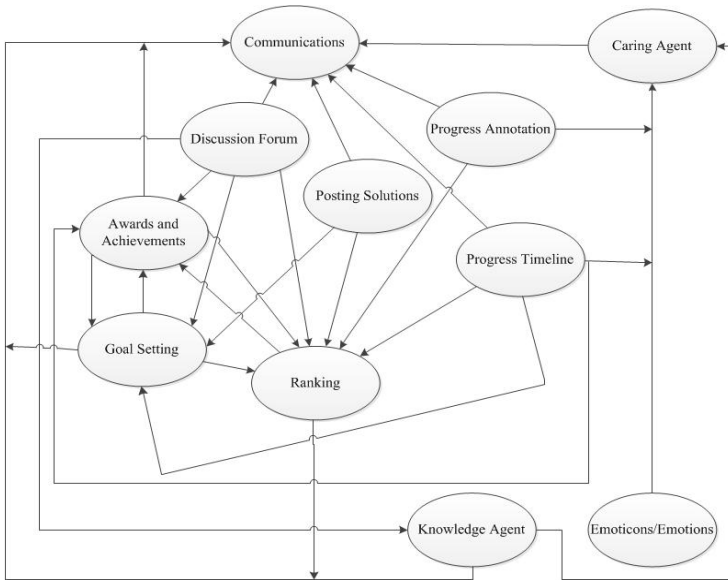 Communications
Caring Agent
Discussion Forum
Progress Annotation
Posting Solutions
Awards and
Achievements
Progress Timeline
Goal Setting
Ranking
Knowledge Agent
Emoticons/Emotions